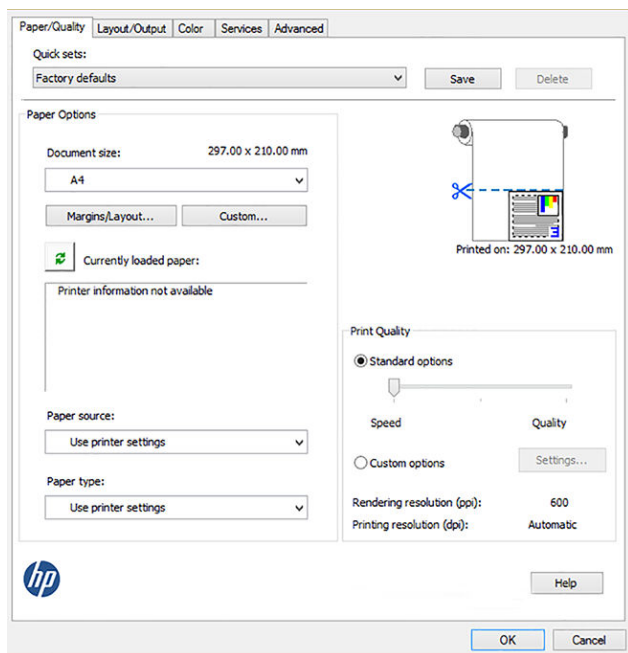 Paper/Quality Layout/Output Color Services Advanced
Quick sets:
Factory defaults
Save Delete
Paper Options
Document size: 297.00 x 210.00 mm
A4
Margins/Layout... Custom...
Currently loaded paper:
Printer information not available
Paper source:
Use printer settings
Paper type:
Use printer settings
Printed on: 297.00 x 210.00 mm
Print Quality
Standard options
Speed Quality
Custom options Settings...
Rendering resolution (ppi): 600
Printing resolution (dpi): Automatic
hp
Help
OK Cancel